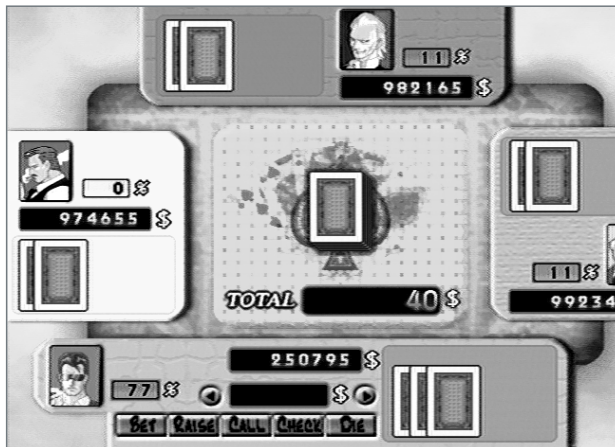 11 %
982165 $
0 %
974655 $
11 %
99234
TOTAL 40 $
250795 $
77 % $
BET RAISE CALL CHECK DIE